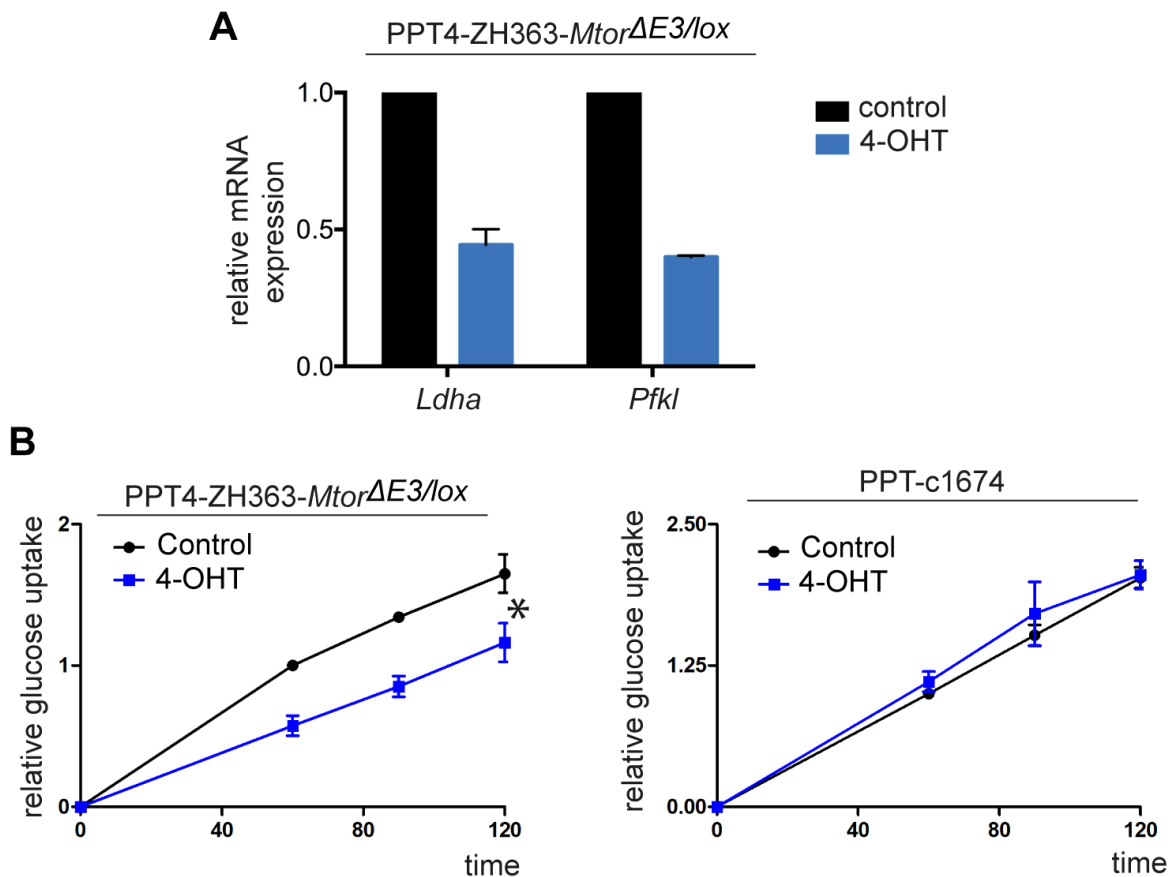 A
PPT4-ZH363-MtorΔE3/lox
relative mRNA
expression
1.0
0.5
0.0
Ldha
Pfkl
control
4-OHT
B
PPT4-ZH363-MtorΔE3/lox
relative glucose uptake
2
1
0
Control
4-OHT
*
0
40
80
120
time
PPT-c1674
relative glucose uptake
2.50
1.25
0.00
Control
4-OHT
0
40
80
120
time